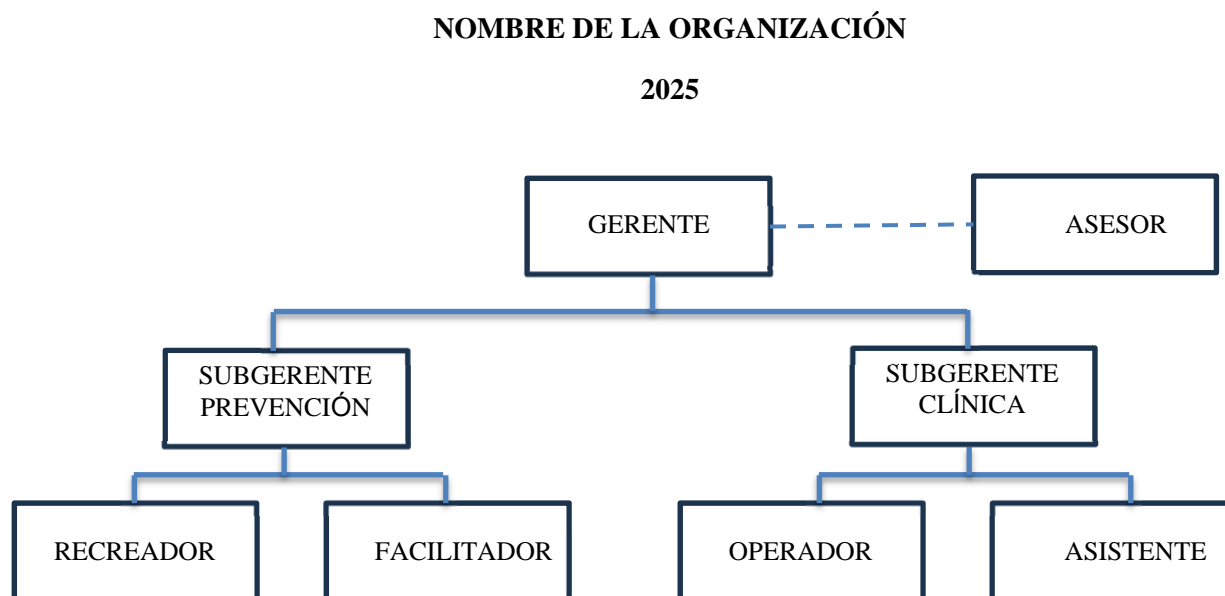 NOMBRE DE LA ORGANIZACIÓN
2025
GERENTE
ASESOR
SUBGERENTE
PREVENCIÓN
SUBGERENTE
CLÍNICA
RECREADOR
FACILITADOR
OPERADOR
ASISTENTE